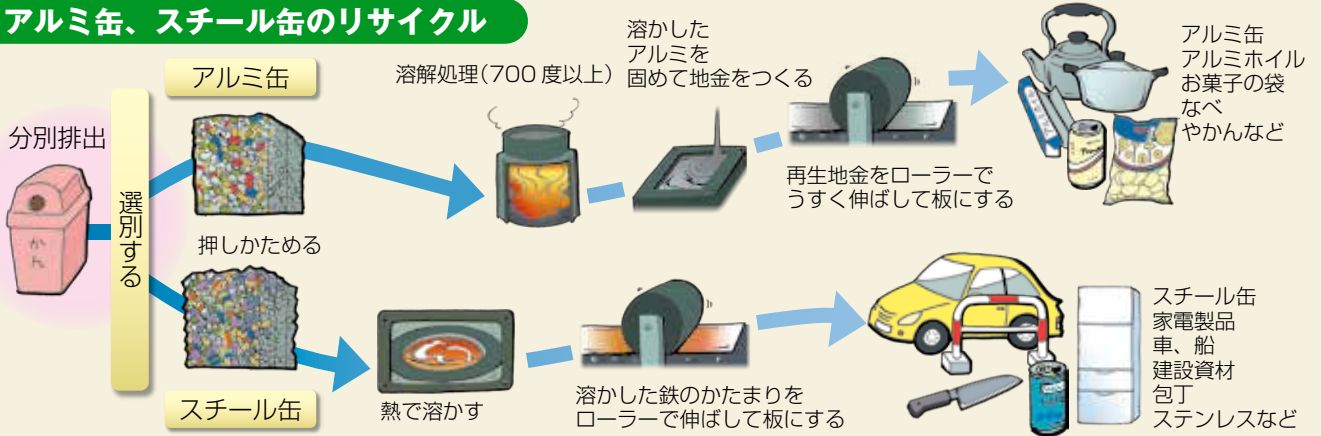 アルミ缶、スチール缶のリサイクル
分別排出
かん
選別する
アルミ缶
押しかためる
スチール缶
溶解処理(700度以上)
溶かした
アルミを
固めて地金をつくる
再生地金をローラーで
うすく伸ばして板にする
アルミ缶
アルミホイル
お菓子の袋
なべ
やかんなど
熱で溶かす
溶かした鉄のかたまりを
ローラーで伸ばして板にする
スチール缶
家電製品
車、船
建設資材
包丁
ステンレスなど